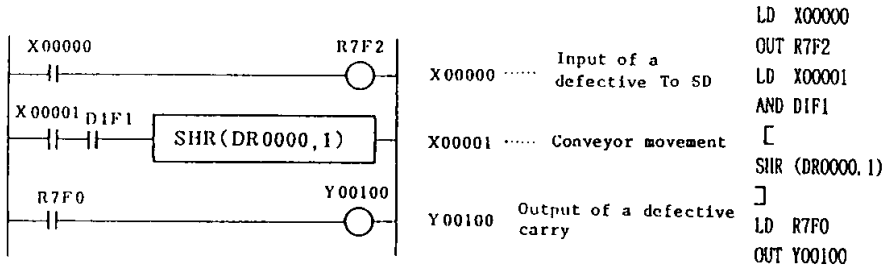 X00000
R7F2
X00001 DIF1
SHR(DR0000,1)
R7F0
Y00100
X00000 ...... Input of a
defective To SD
X00001 ...... Conveyor movement
Y00100 Output of a defective
carry
LD X00000
OUT R7F2
LD X00001
AND DIF1
[
SHR (DR0000.1)
]
LD R7F0
OUT Y00100